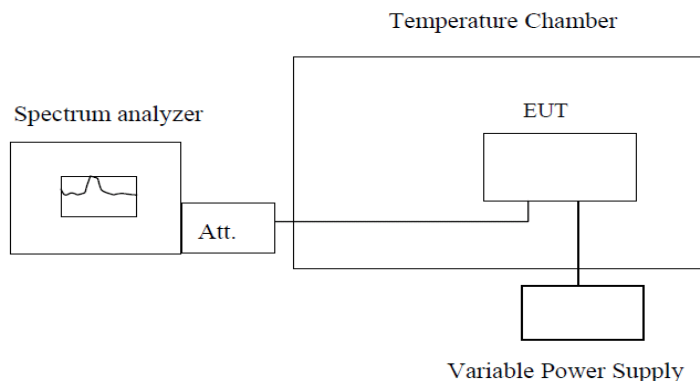 Temperature Chamber
Spectrum analyzer
EUT
Att.
Variable Power Supply